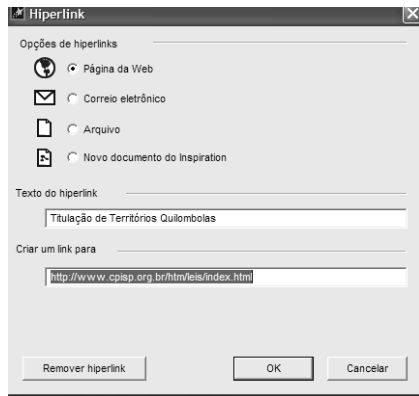 Hiperlink
Opções de hiperlinks
Página da Web
Correio eletrônico
Arquivo
Novo documento do Inspiration
Texto do hiperlink
Titulação de Territórios Quilombolas
Criar um link para
http://www.cpisp.org.br/htm/leis/index.html
Remover hiperlink OK Cancelar